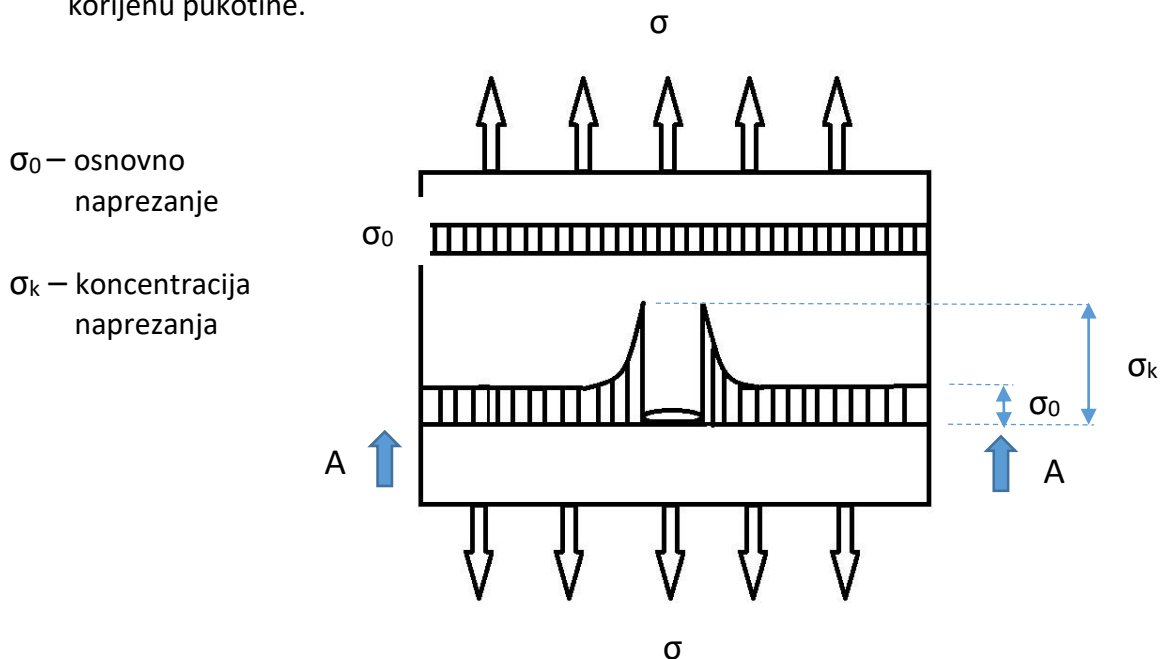 korijenu pukotine.
σ
σ₀ – osnovno
naprezanje
σ₀
σₖ – koncentracija
naprezanja
σₖ
σ₀
A
A
σ